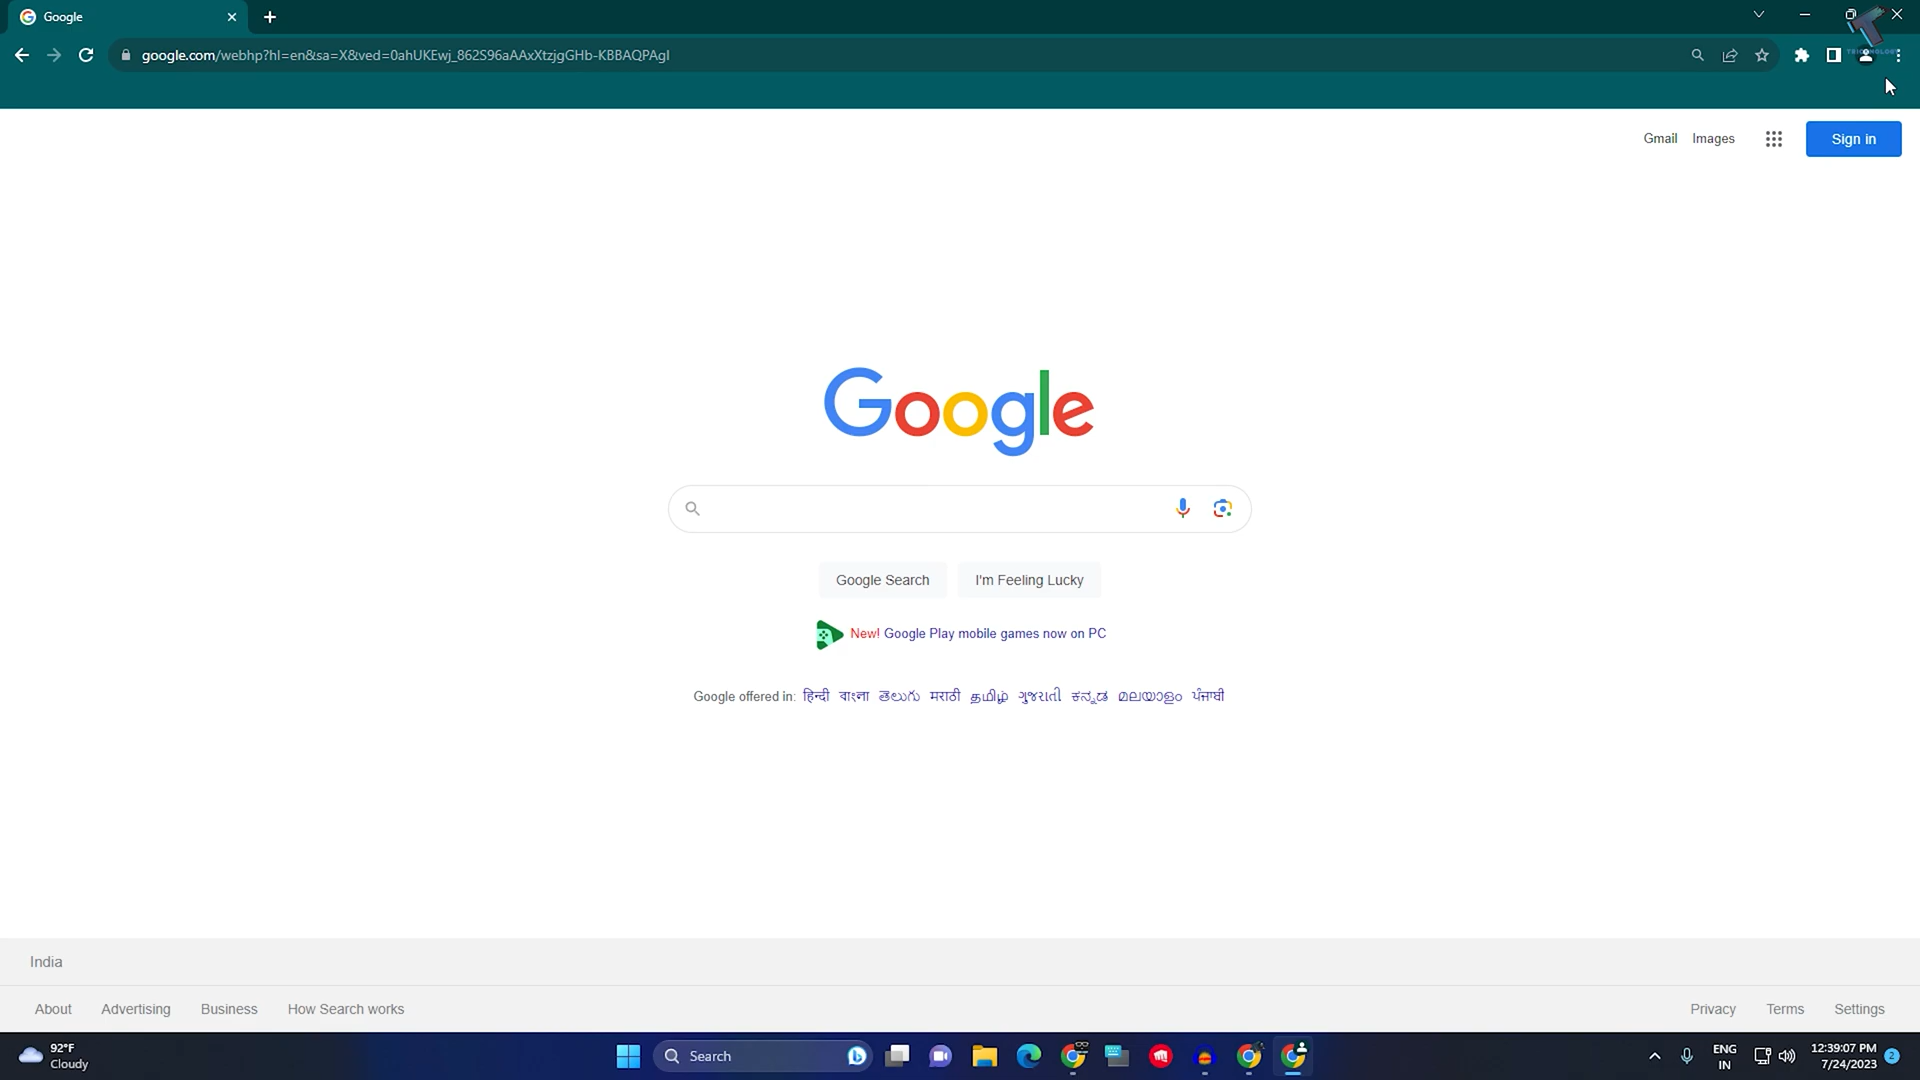 Google
google.com/webhp?hl=en&sa=X&ved=0ahUKEwj_862S96aAAxXtzjgGHb-KBBAQPAgI
TRICKNOLOGY
Gmail Images Sign in
Google
Google Search I'm Feeling Lucky
New! Google Play mobile games now on PC
Google offered in: हिन्दी বাংলা తెలుగు मराठी தமிழ் ગુજરાતી ಕನ್ನಡ മലയാളം ਪੰਜਾਬੀ
India
About Advertising Business How Search works Privacy Terms Settings
92°F
Cloudy
Search
ENG
IN
12:39:07 PM
7/24/2023
2